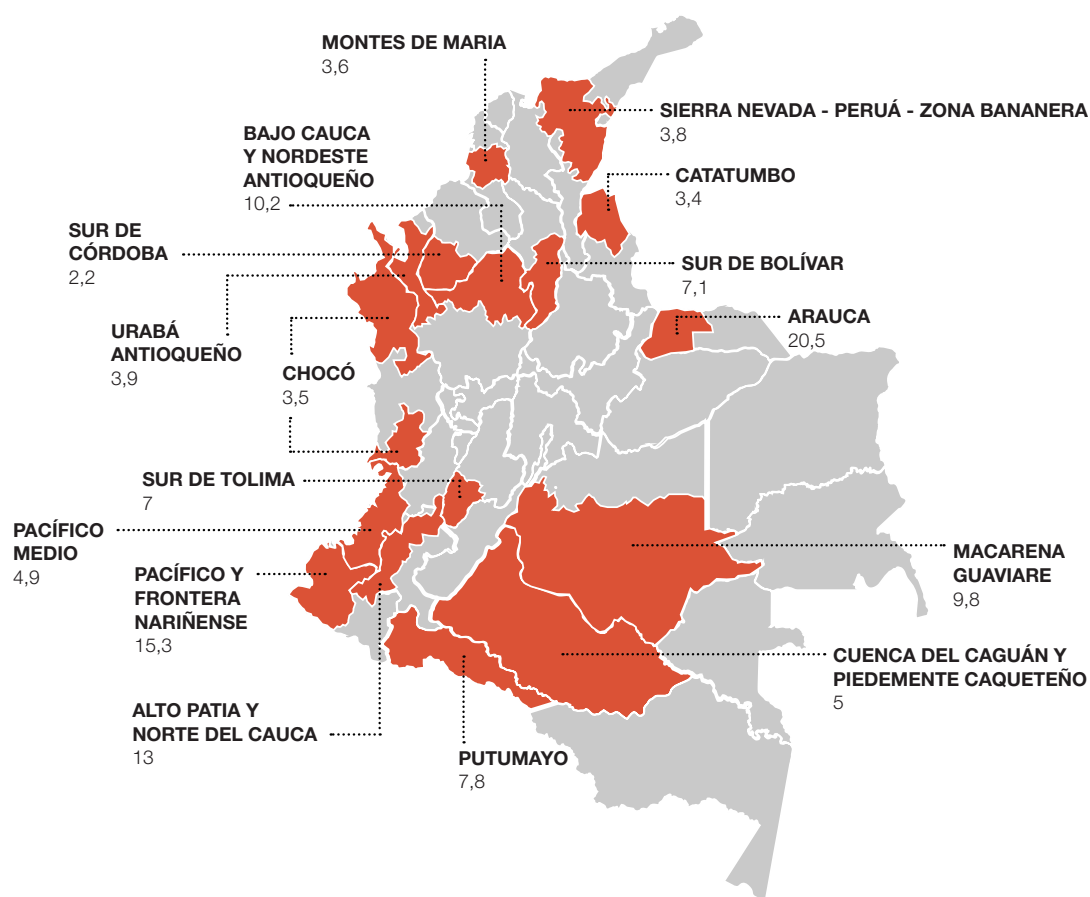 MONTES DE MARIA
3,6
SIERRA NEVADA - PERUÁ - ZONA BANANERA
3,8
BAJO CAUCA
Y NORDESTE
ANTIOQUEÑO
10,2
CATATUMBO
3,4
SUR DE
CÓRDOBA
2,2
SUR DE BOLÍVAR
7,1
URABÁ
ANTIOQUEÑO
3,9
ARAUCA
20,5
CHOCÓ
3,5
SUR DE TOLIMA
7
PACÍFICO
MEDIO
4,9
MACARENA
GUAVIARE
9,8
PACÍFICO Y
FRONTERA
NARIÑENSE
15,3
CUENCA DEL CAGUÁN Y
PIEDEMENTE CAQUETEÑO
5
ALTO PATIA Y
NORTE DEL CAUCA
13
PUTUMAYO
7,8